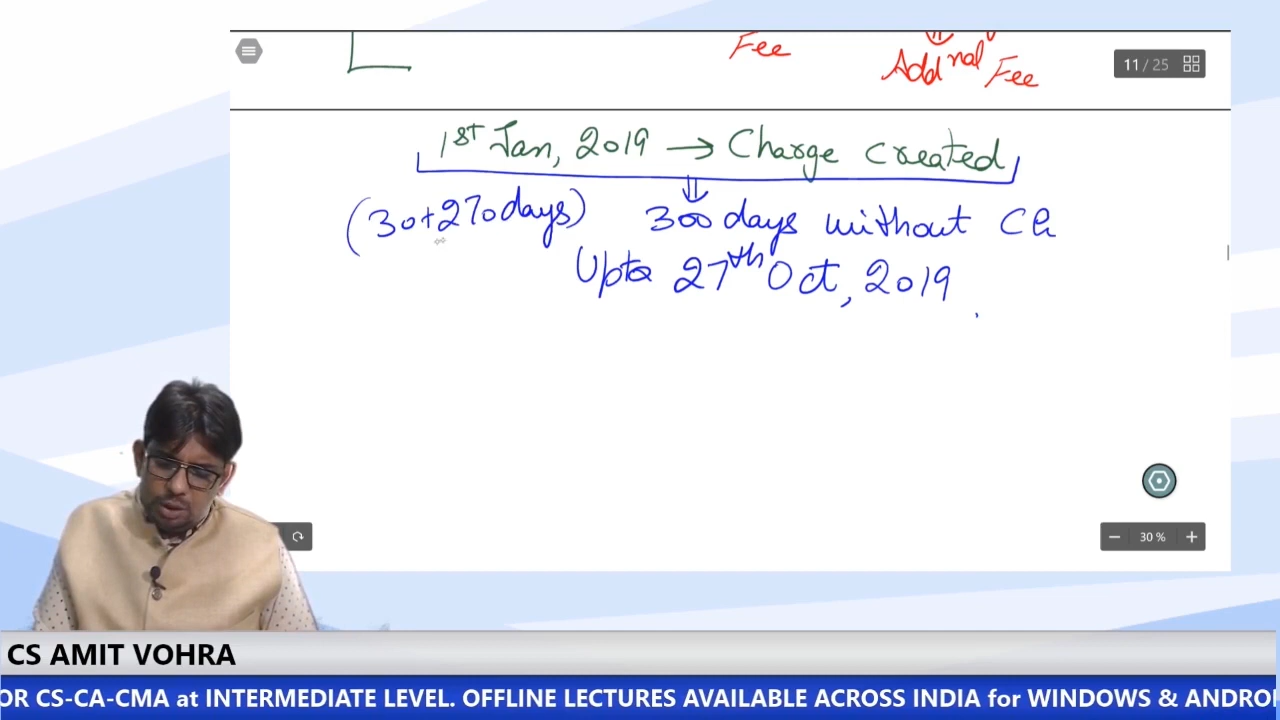 Fee
Addnal Fee
11 / 25
1st Jan, 2019 → Charge created
(30+270days) 300 days without CG
Upto 27th Oct, 2019
30 %
CS AMIT VOHRA
OR CS-CA-CMA at INTERMEDIATE LEVEL. OFFLINE LECTURES AVAILABLE ACROSS INDIA for WINDOWS & ANDRO